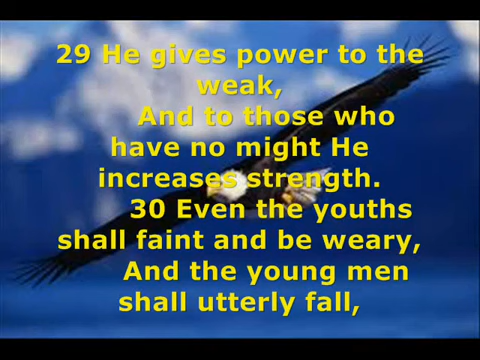 29 He gives power to the
weak,
And to those who
have no might He
increases strength.
30 Even the youths
shall faint and be weary,
And the young men
shall utterly fall,